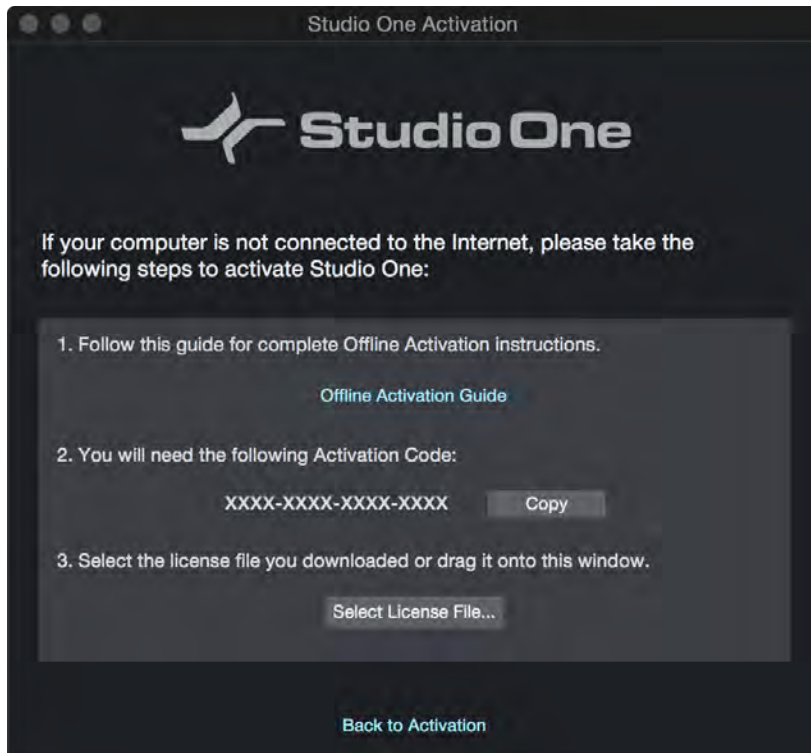 Studio One Activation
Studio One
If your computer is not connected to the Internet, please take the
following steps to activate Studio One:
1. Follow this guide for complete Offline Activation instructions.
Offline Activation Guide
2. You will need the following Activation Code:
XXXX-XXXX-XXXX-XXXX Copy
3. Select the license file you downloaded or drag it onto this window.
Select License File...
Back to Activation